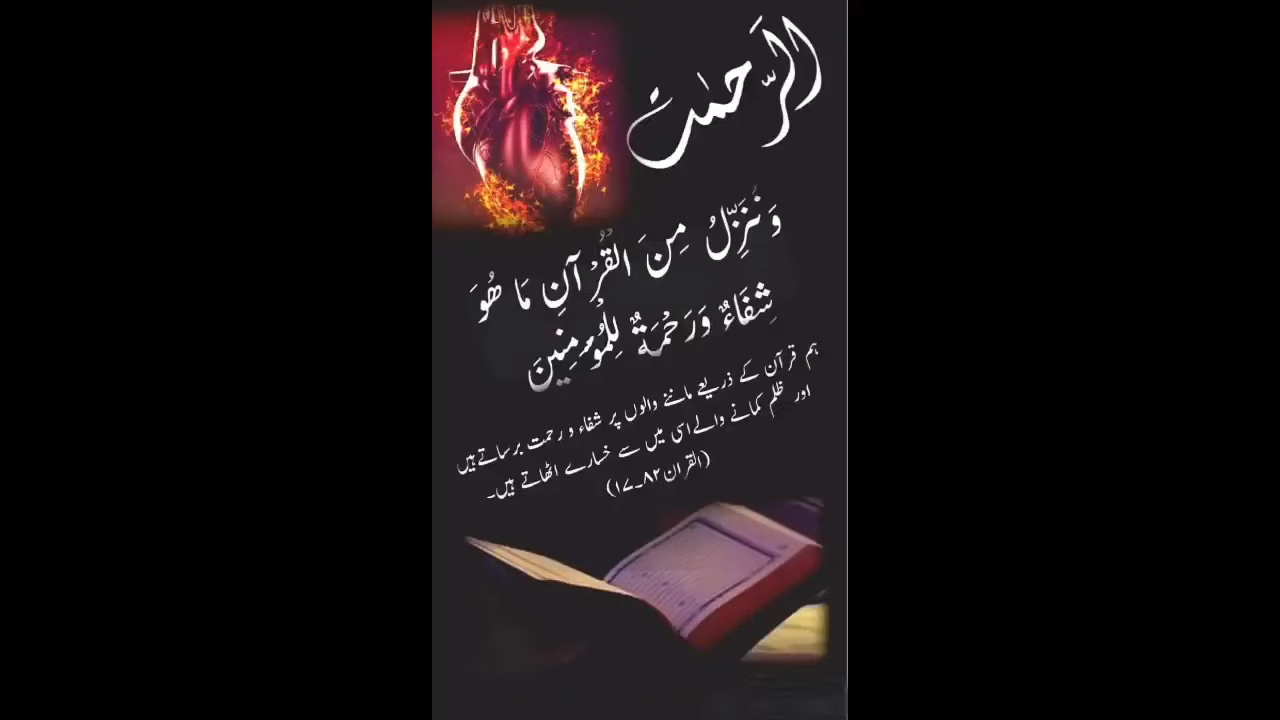 الرَّحمٰت
وَنُنَزِّلُ مِنَ الْقُرْآنِ مَا هُوَ
شِفَاءٌ وَرَحْمَةٌ لِلْمُؤْمِنِينَ
ہم قرآن کے ذریعے ماننے والوں پر شفاء و رحمت برساتے ہیں
اور ظلم کمانے والے اسی میں سے خسارے اٹھاتے ہیں۔
(القران ۸۲۔۱۷)